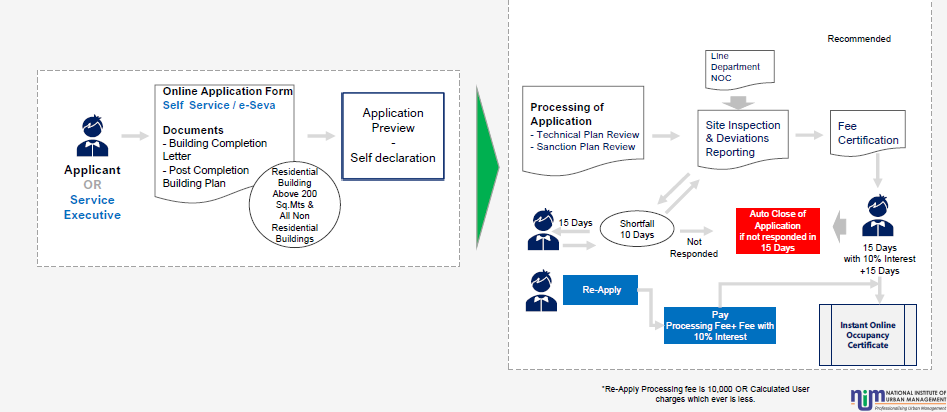 Applicant
OR
Service
Executive
Online Application Form
Self Service / e-Seva
Documents
- Building Completion
Letter
- Post Completion
Building Plan
Residential
Building
Above 200
Sq.Mts &
All Non
Residential
Buildings
Application
Preview
-
Self declaration
Recommended
Line
Department
NOC
Processing of
Application
- Technical Plan Review
- Sanction Plan Review
Site Inspection
& Deviations
Reporting
Fee
Certification
15 Days
Shortfall
10 Days
Not
Responded
Auto Close of
Application
if not responded in
15 Days
15 Days
with 10% Interest
+15 Days
Re-Apply
Pay
Processing Fee+ Fee with
10% Interest
Instant Online
Occupancy
Certificate
*Re-Apply Processing fee is 10,000 OR Calculated User
charges which ever is less.
nium
NATIONAL INSTITUTE OF
URBAN MANAGEMENT
Professionalising Urban Management